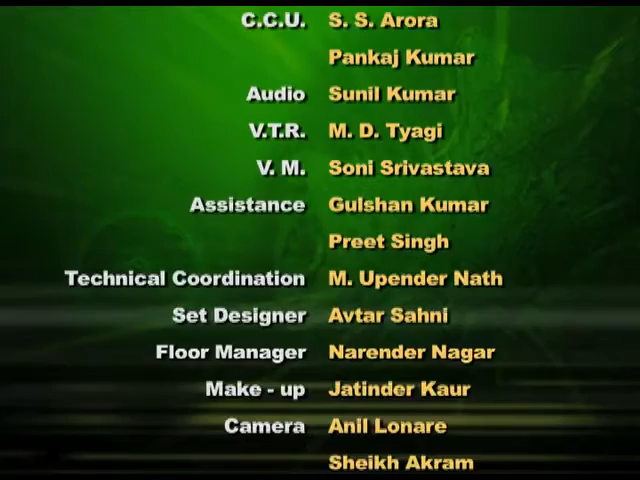 C.C.U. S. S. Arora
Pankaj Kumar
Audio Sunil Kumar
V.T.R. M. D. Tyagi
V. M. Soni Srivastava
Assistance Gulshan Kumar
Preet Singh
Technical Coordination M. Upender Nath
Set Designer Avtar Sahni
Floor Manager Narender Nagar
Make - up Jatinder Kaur
Camera Anil Lonare
Sheikh Akram